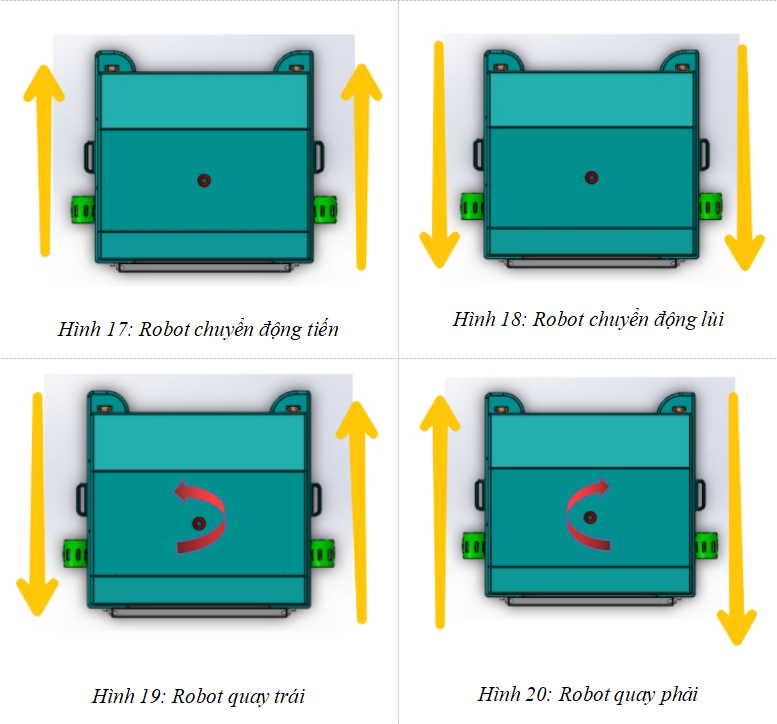 Hình 17: Robot chuyển động tiến
Hình 18: Robot chuyển động lùi
Hình 19: Robot quay trái
Hình 20: Robot quay phải